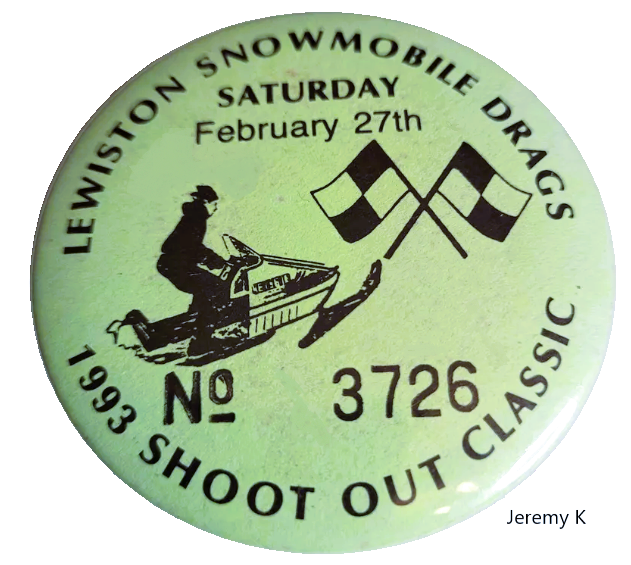 LEWISTON SNOWMOBILE DRAGS
SATURDAY
February 27th
Nº 3726
1993 SHOOT OUT CLASSIC
Jeremy K